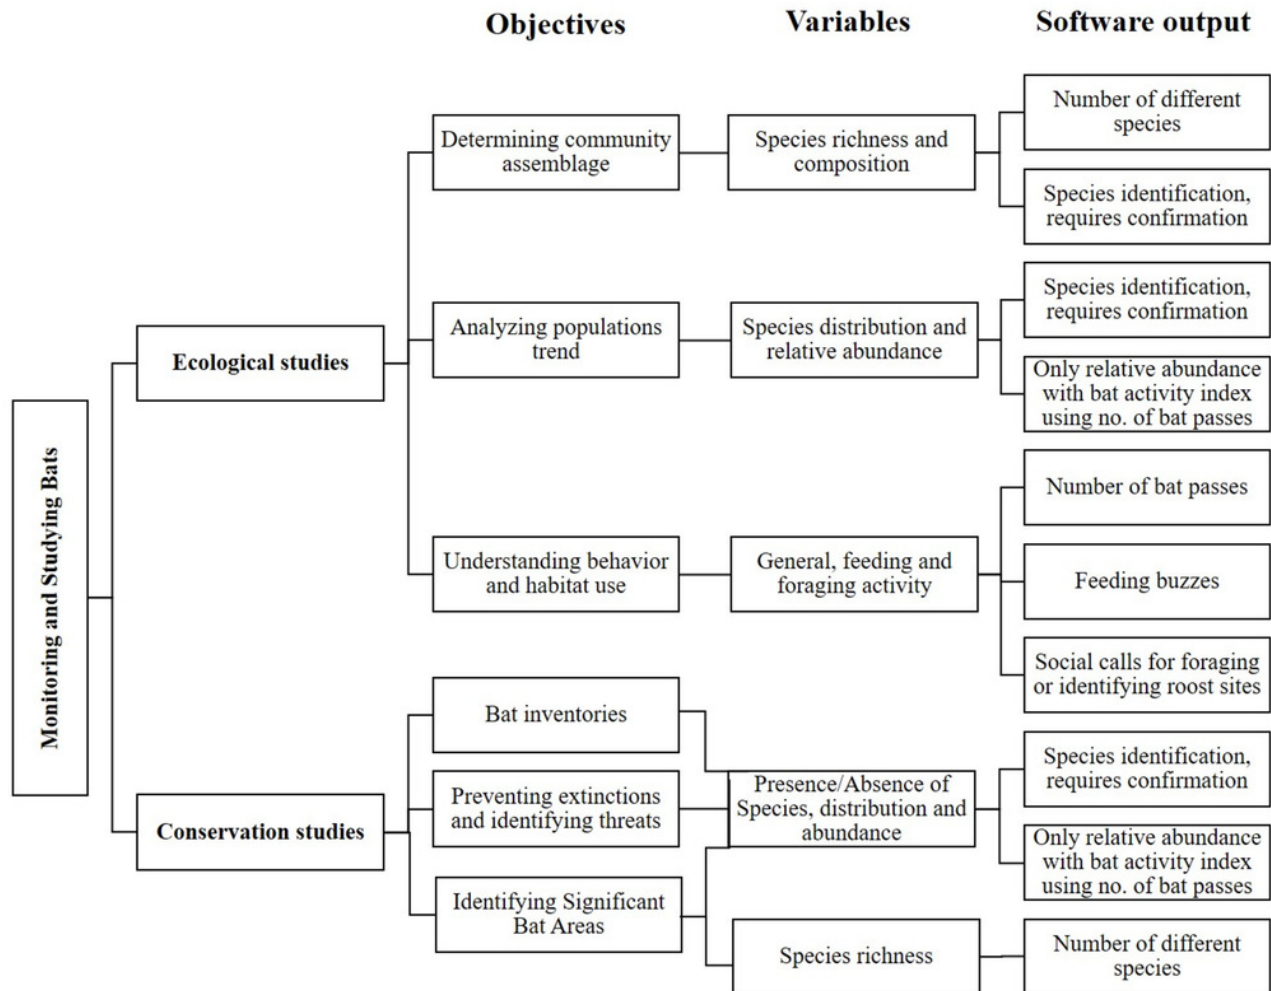 Objectives
Variables
Software output
Monitoring and Studying Bats
Ecological studies
Determining community
assemblage
Species richness and
composition
Number of different
species
Species identification,
requires confirmation
Analyzing populations
trend
Species distribution and
relative abundance
Species identification,
requires confirmation
Only relative abundance
with bat activity index
using no. of bat passes
Understanding behavior
and habitat use
General, feeding and
foraging activity
Number of bat passes
Feeding buzzes
Social calls for foraging
or identifying roost sites
Conservation studies
Bat inventories
Preventing extinctions
and identifying threats
Identifying Significant
Bat Areas
Presence/Absence of
Species, distribution and
abundance
Species identification,
requires confirmation
Only relative abundance
with bat activity index
using no. of bat passes
Species richness
Number of different
species